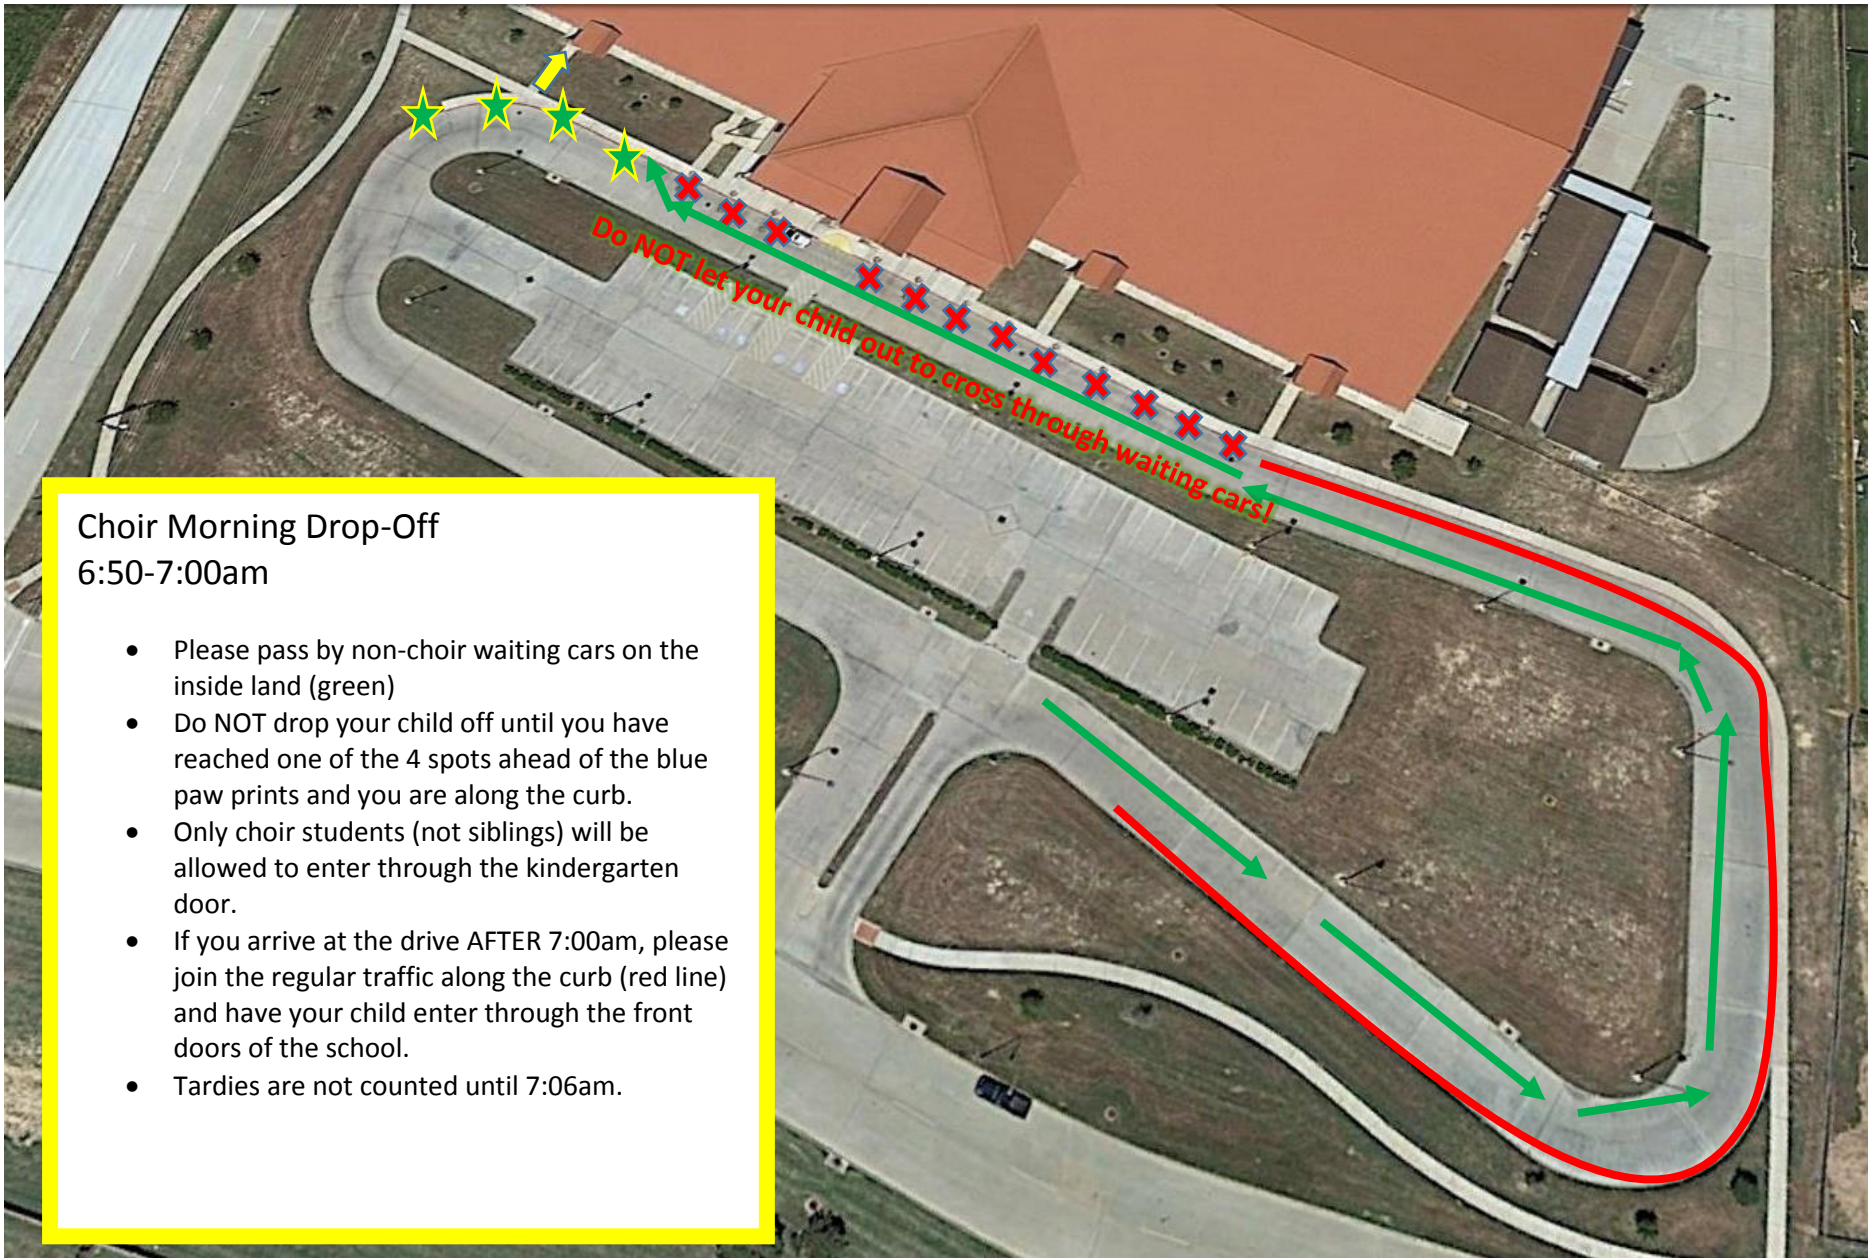 Do NOT let your child out to cross through waiting cars!
Choir Morning Drop-Off
6:50-7:00am
• Please pass by non-choir waiting cars on the
inside land (green)
• Do NOT drop your child off until you have
reached one of the 4 spots ahead of the blue
paw prints and you are along the curb.
• Only choir students (not siblings) will be
allowed to enter through the kindergarten
door.
• If you arrive at the drive AFTER 7:00am, please
join the regular traffic along the curb (red line)
and have your child enter through the front
doors of the school.
• Tardies are not counted until 7:06am.